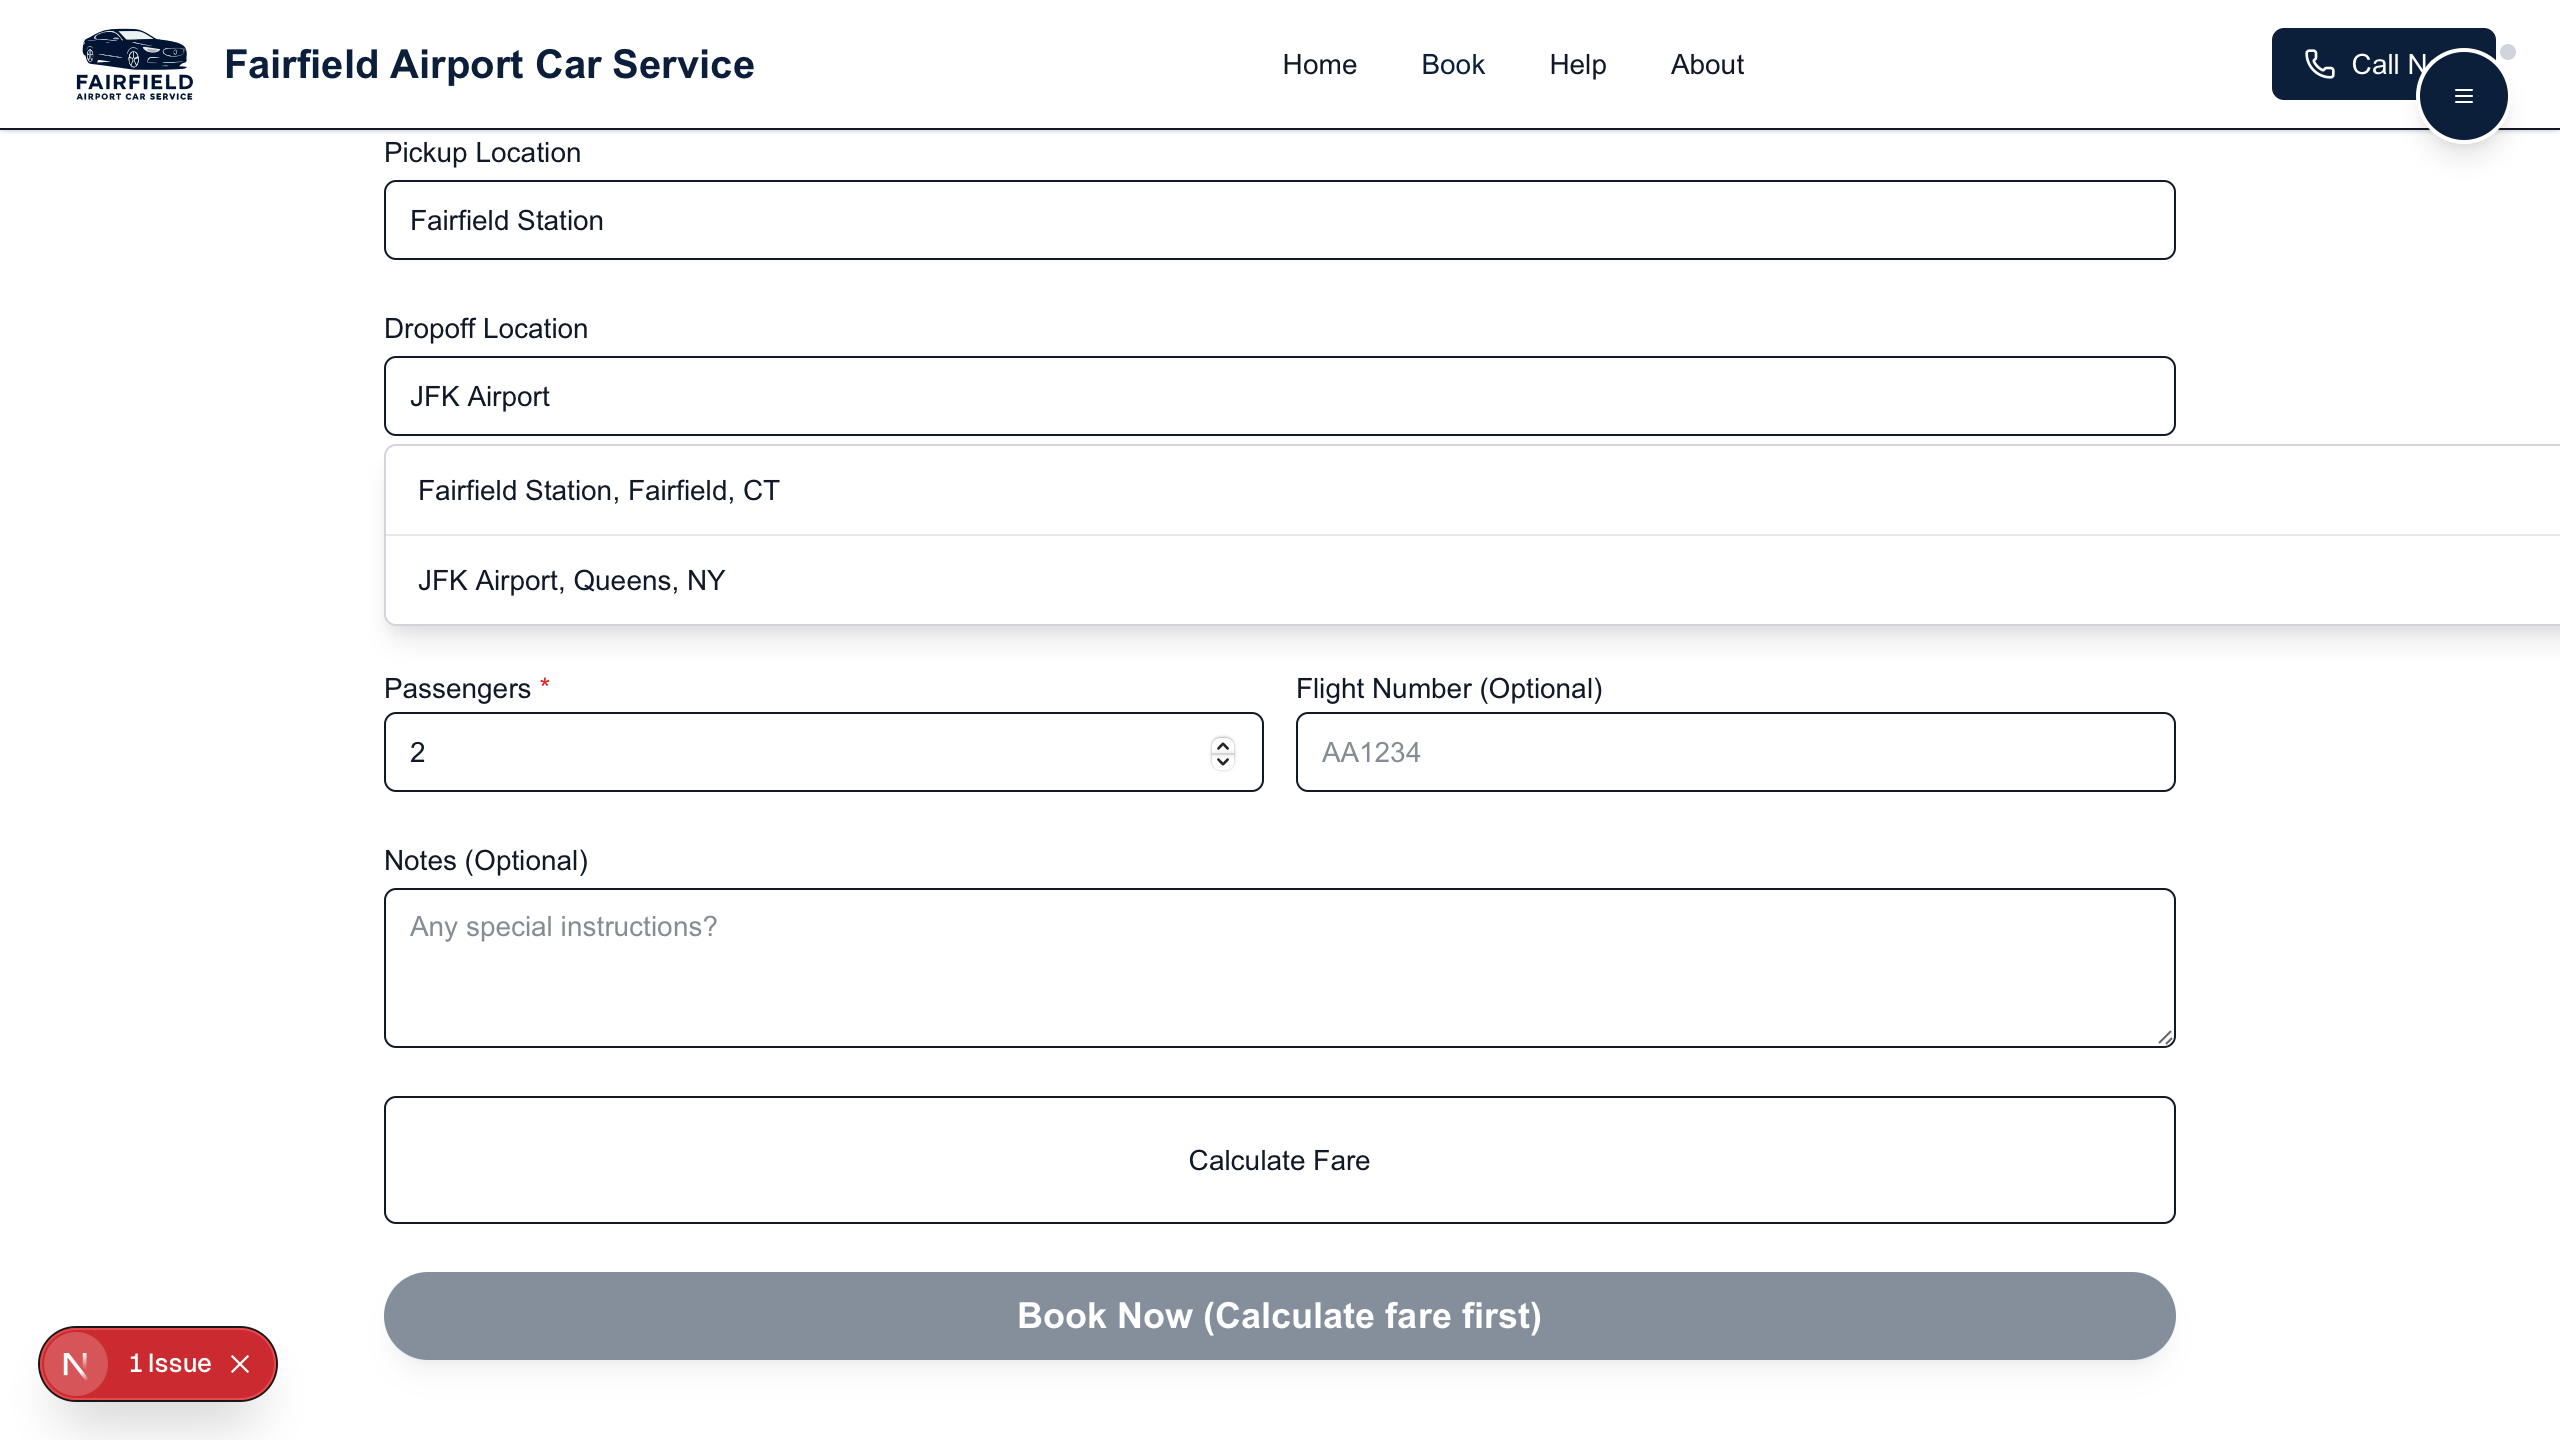 FAIRFIELD
AIRPORT CAR SERVICE
Fairfield Airport Car Service
Home
Book
Help
About
Call N
Pickup Location
Fairfield Station
Dropoff Location
JFK Airport
Fairfield Station, Fairfield, CT
JFK Airport, Queens, NY
Passengers *
2
Flight Number (Optional)
AA1234
Notes (Optional)
Any special instructions?
Calculate Fare
Book Now (Calculate fare first)
N
1 Issue